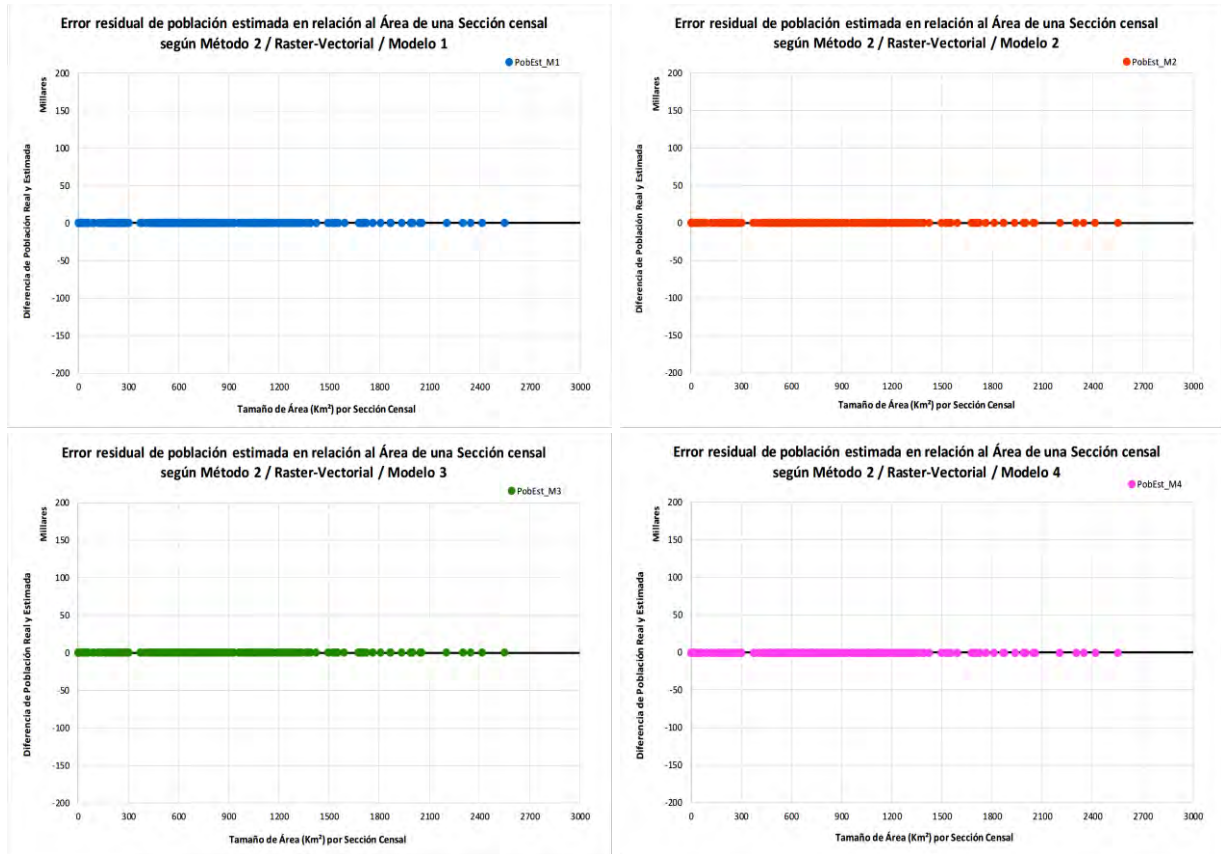 Error residual de población estimada en relación al Área de una Sección censal
según Método 2 / Raster-Vectorial / Modelo 1
PobEst_M1
Millares
Diferencia de Población Real y Estimada
200
150
100
50
0
-50
-100
-150
-200
0 300 600 900 1200 1500 1800 2100 2400 2700 3000
Tamaño de Área (Km²) por Sección Censal
Error residual de población estimada en relación al Área de una Sección censal
según Método 2 / Raster-Vectorial / Modelo 2
PobEst_M2
Millares
Diferencia de Población Real y Estimada
200
150
100
50
0
-50
-100
-150
-200
0 300 600 900 1200 1500 1800 2100 2400 2700 3000
Tamaño de Área (Km²) por Sección Censal
Error residual de población estimada en relación al Área de una Sección censal
según Método 2 / Raster-Vectorial / Modelo 3
PobEst_M3
Millares
Diferencia de Población Real y Estimada
200
150
100
50
0
-50
-100
-150
-200
0 300 600 900 1200 1500 1800 2100 2400 2700 3000
Tamaño de Área (Km²) por Sección Censal
Error residual de población estimada en relación al Área de una Sección censal
según Método 2 / Raster-Vectorial / Modelo 4
PobEst_M4
Millares
Diferencia de Población Real y Estimada
200
150
100
50
0
-50
-100
-150
-200
0 300 600 900 1200 1500 1800 2100 2400 2700 3000
Tamaño de Área (Km²) por Sección Censal